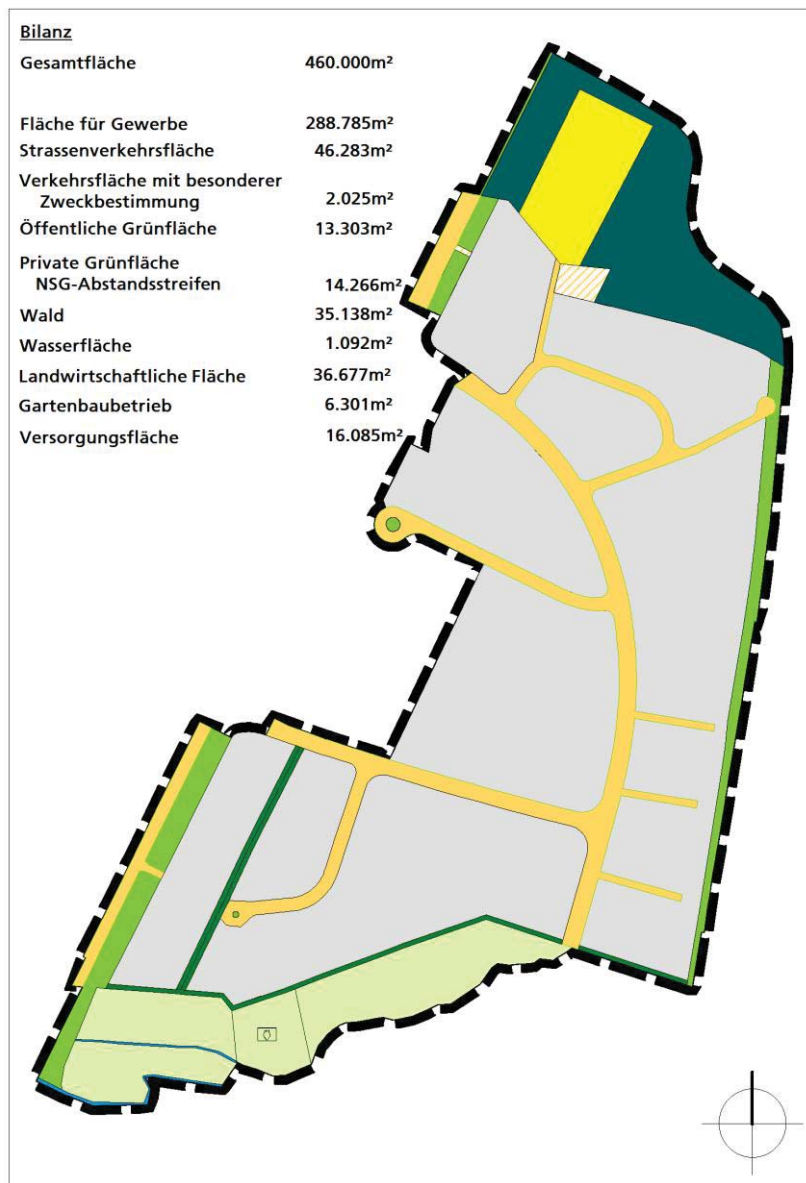 Bilanz
Gesamtfläche 460.000m²
Fläche für Gewerbe 288.785m²
Strassenverkehrsfläche 46.283m²
Verkehrsfläche mit besonderer
Zweckbestimmung 2.025m²
Öffentliche Grünfläche 13.303m²
Private Grünfläche
NSG-Abstandsstreifen 14.266m²
Wald 35.138m²
Wasserfläche 1.092m²
Landwirtschaftliche Fläche 36.677m²
Gartenbaubetrieb 6.301m²
Versorgungsfläche 16.085m²